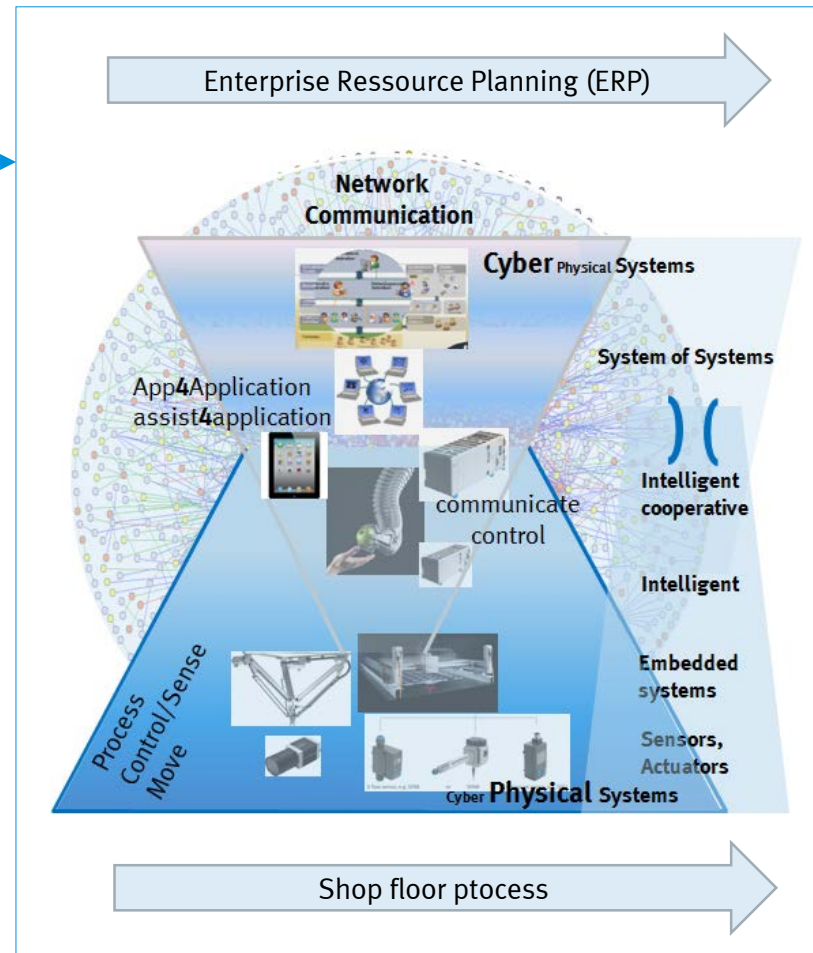 Enterprise Ressource Planning (ERP)
Network
Communication
Cyber Physical Systems
System of Systems
App4Application
assist4application
Intelligent
cooperative
communicate
control
Intelligent
Process
Control/Sense
Move
Embedded
systems
Sensors,
Actuators
Cyber Physical Systems
Shop floor ptocess